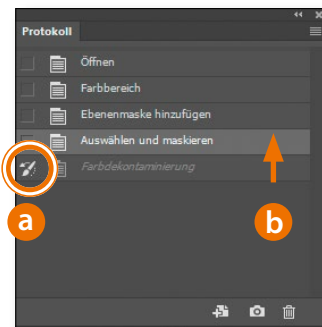 Protokoll
Öffnen
Farbbereich
Ebenenmaske hinzufügen
Auswählen und maskieren
Farbdekontaminierung
a
b